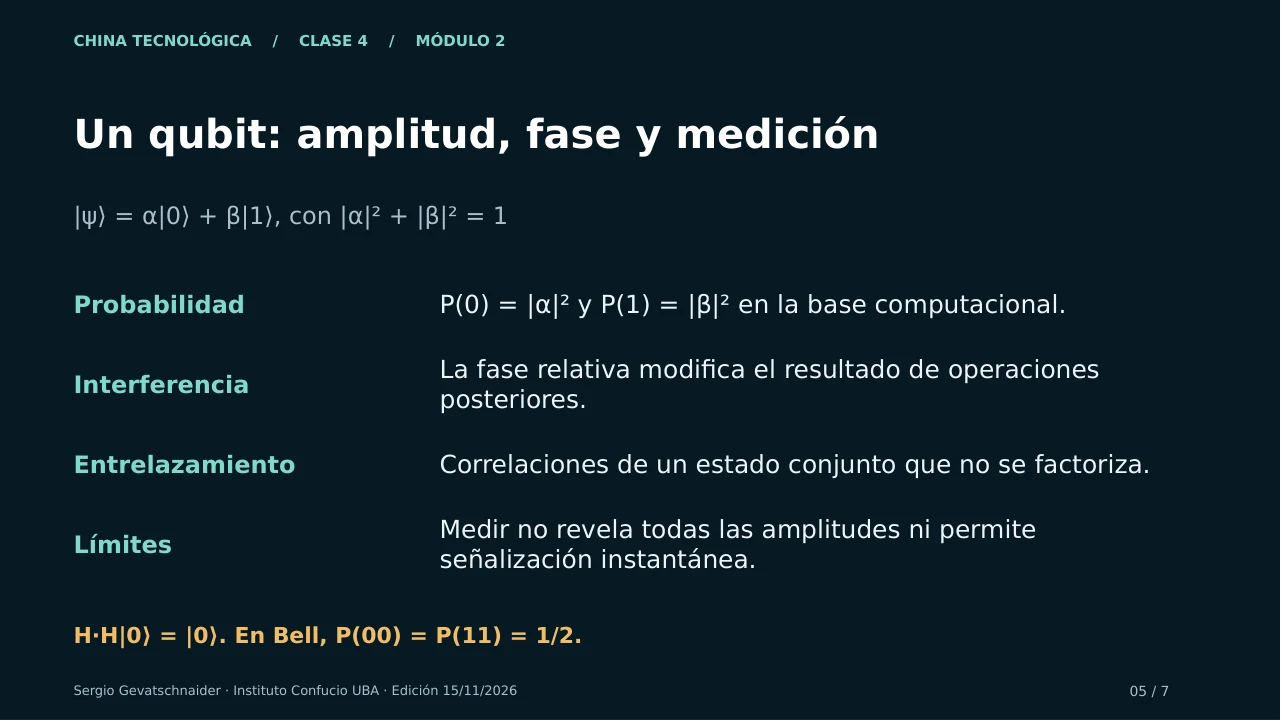 CHINA TECNOLÓGICA / CLASE 4 / MÓDULO 2
Un qubit: amplitud, fase y medición
|ψ⟩ = α|0⟩ + β|1⟩, con |α|² + |β|² = 1
Probabilidad
P(0) = |α|² y P(1) = |β|² en la base computacional.
Interferencia
La fase relativa modifica el resultado de operaciones
posteriores.
Entrelazamiento
Correlaciones de un estado conjunto que no se factoriza.
Límites
Medir no revela todas las amplitudes ni permite
señalización instantánea.
H·H|0⟩ = |0⟩. En Bell, P(00) = P(11) = 1/2.
Sergio Gevatschnaider · Instituto Confucio UBA · Edición 15/11/2026
05 / 7